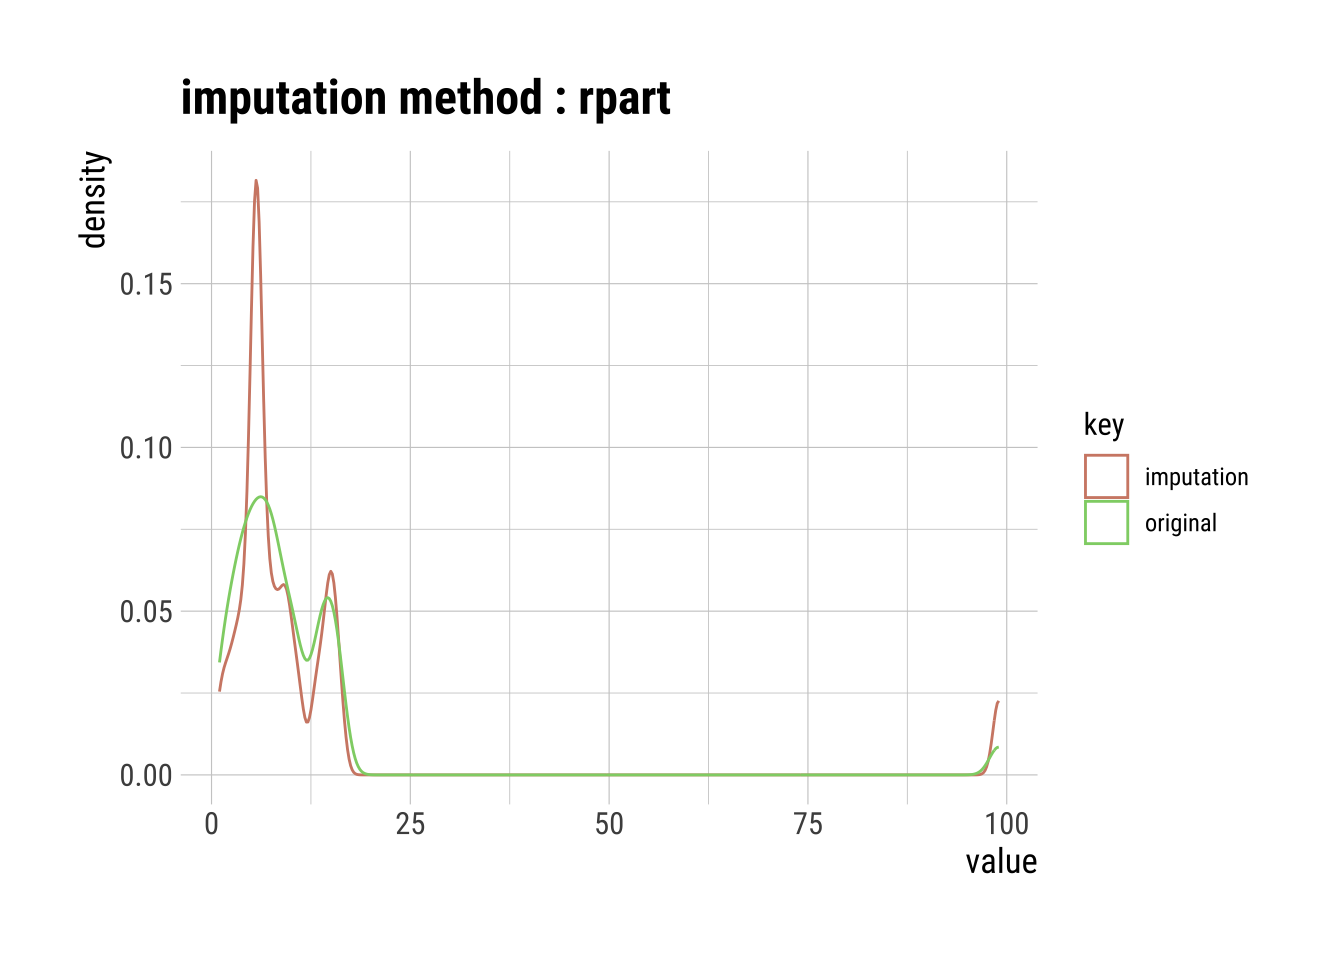 imputation method : rpart
density
0.15
0.10
0.05
0.00
0 25 50 75 100
value
key
imputation
original